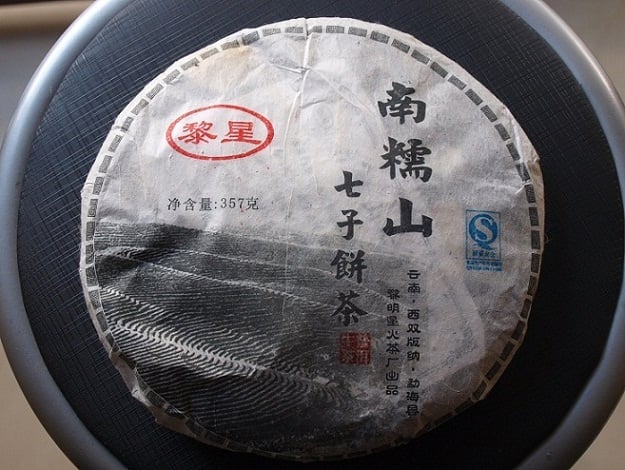 黎星
净含量:357克
南糯山
七子餅茶
云南·西双版纳·勐海县
黎明星火茶厂出品